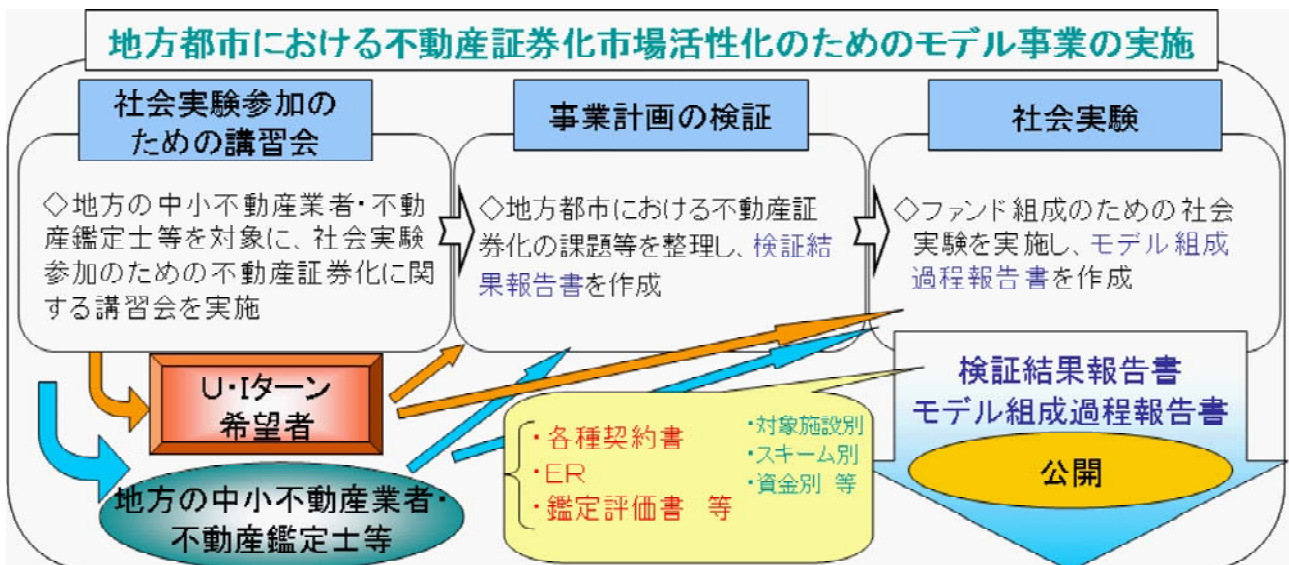 地方都市における不動産証券化市場活性化のためのモデル事業の実施
社会実験参加の
ための講習会
◇地方の中小不動産業者・不動
産鑑定士等を対象に、社会実験
参加のための不動産証券化に関
する講習会を実施
事業計画の検証
◇地方都市における不動産証
券化の課題等を整理し、検証結
果報告書を作成
社会実験
◇ファンド組成のための社会
実験を実施し、モデル組成
過程報告書を作成
U・Iターン
希望者
地方の中小不動産業者・
不動産鑑定士等
・各種契約書
・ER
・鑑定評価書 等
・対象施設別
・スキーム別
・資金別 等
検証結果報告書
モデル組成過程報告書
公開